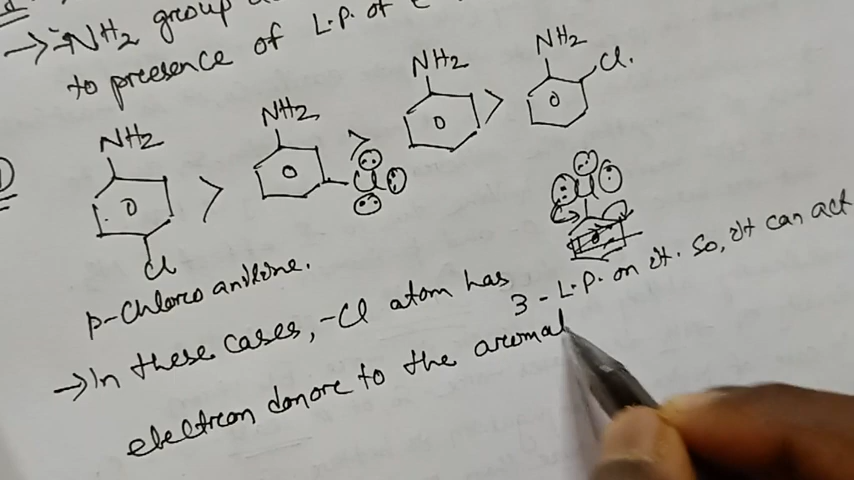 → -NH2 group
to presence of L.P. of
NH2 NH2 NH2 NH2
Cl > Cl > > Cl.
p-Chloro aniline.
→ In these cases, -Cl atom has 3-L.P. on it. So, it can act
electron donore to the aromat